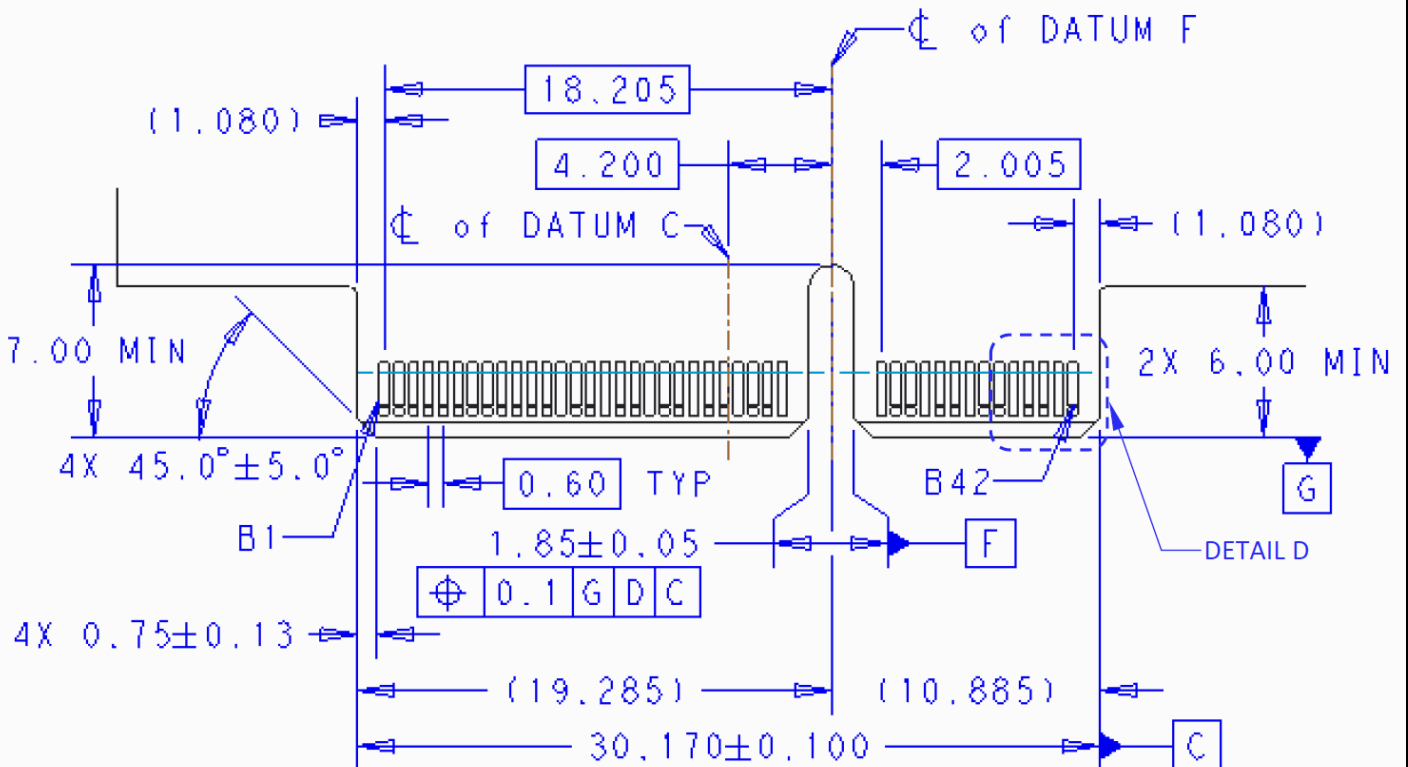 ℄ of DATUM F
18.205
(1.080)
4.200
2.005
℄ of DATUM C
(1.080)
7.00 MIN
2X 6.00 MIN
4X 45.0°±5.0°
0.60 TYP
B42
G
B1
1.85±0.05
F
DETAIL D
⌖ 0.1 G D C
4X 0.75±0.13
(19.285)
(10.885)
30.170±0.100
C